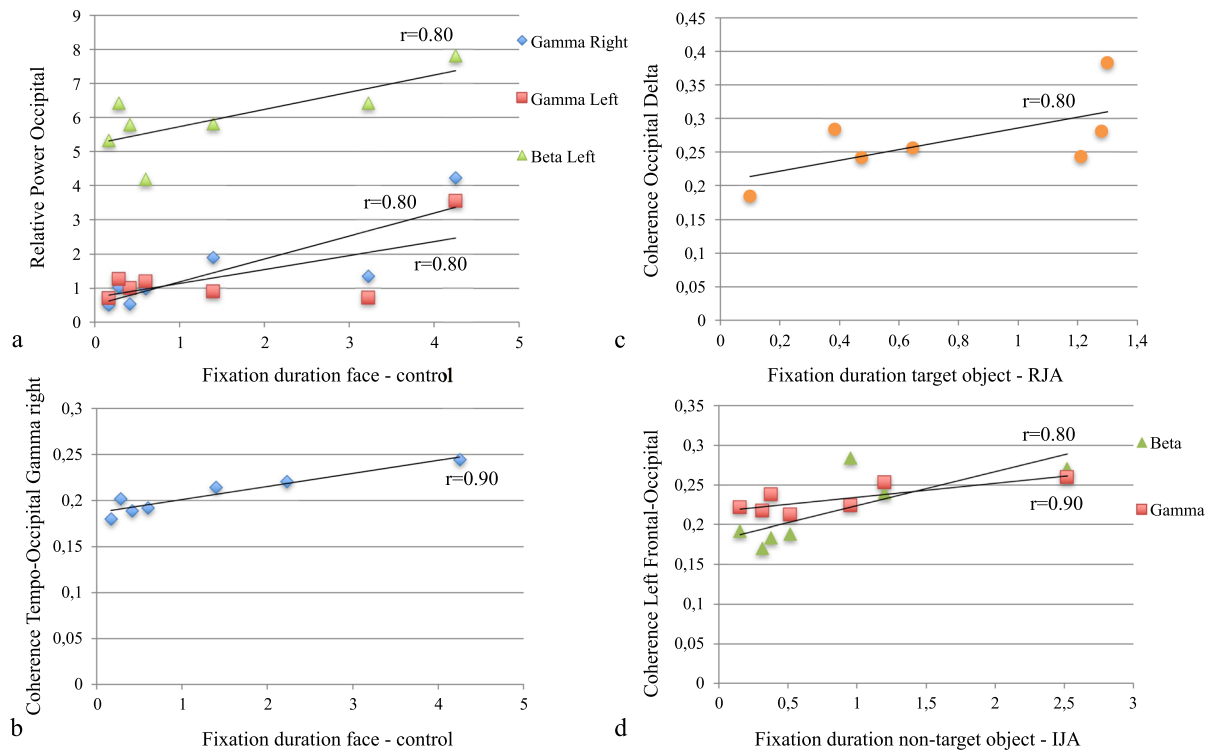 9
8
7
6
5
4
3
2
1
0
Relative Power Occipital
r=0.80
r=0.80
r=0.80
Gamma Right
Gamma Left
Beta Left
0 1 2 3 4 5
Fixation duration face - control
a
0,45
0,4
0,35
0,3
0,25
0,2
0,15
0,1
0,05
0
Coherence Occipital Delta
r=0.80
0 0,2 0,4 0,6 0,8 1 1,2 1,4
Fixation duration target object - RJA
c
0,3
0,25
0,2
0,15
0,1
0,05
0
Coherence Tempo-Occipital Gamma right
r=0.90
0 1 2 3 4 5
Fixation duration face - control
b
0,35
0,3
0,25
0,2
0,15
0,1
0,05
0
Coherence Left Frontal-Occipital
r=0.80
r=0.90
Beta
Gamma
0 0,5 1 1,5 2 2,5 3
Fixation duration non-target object - IJA
d